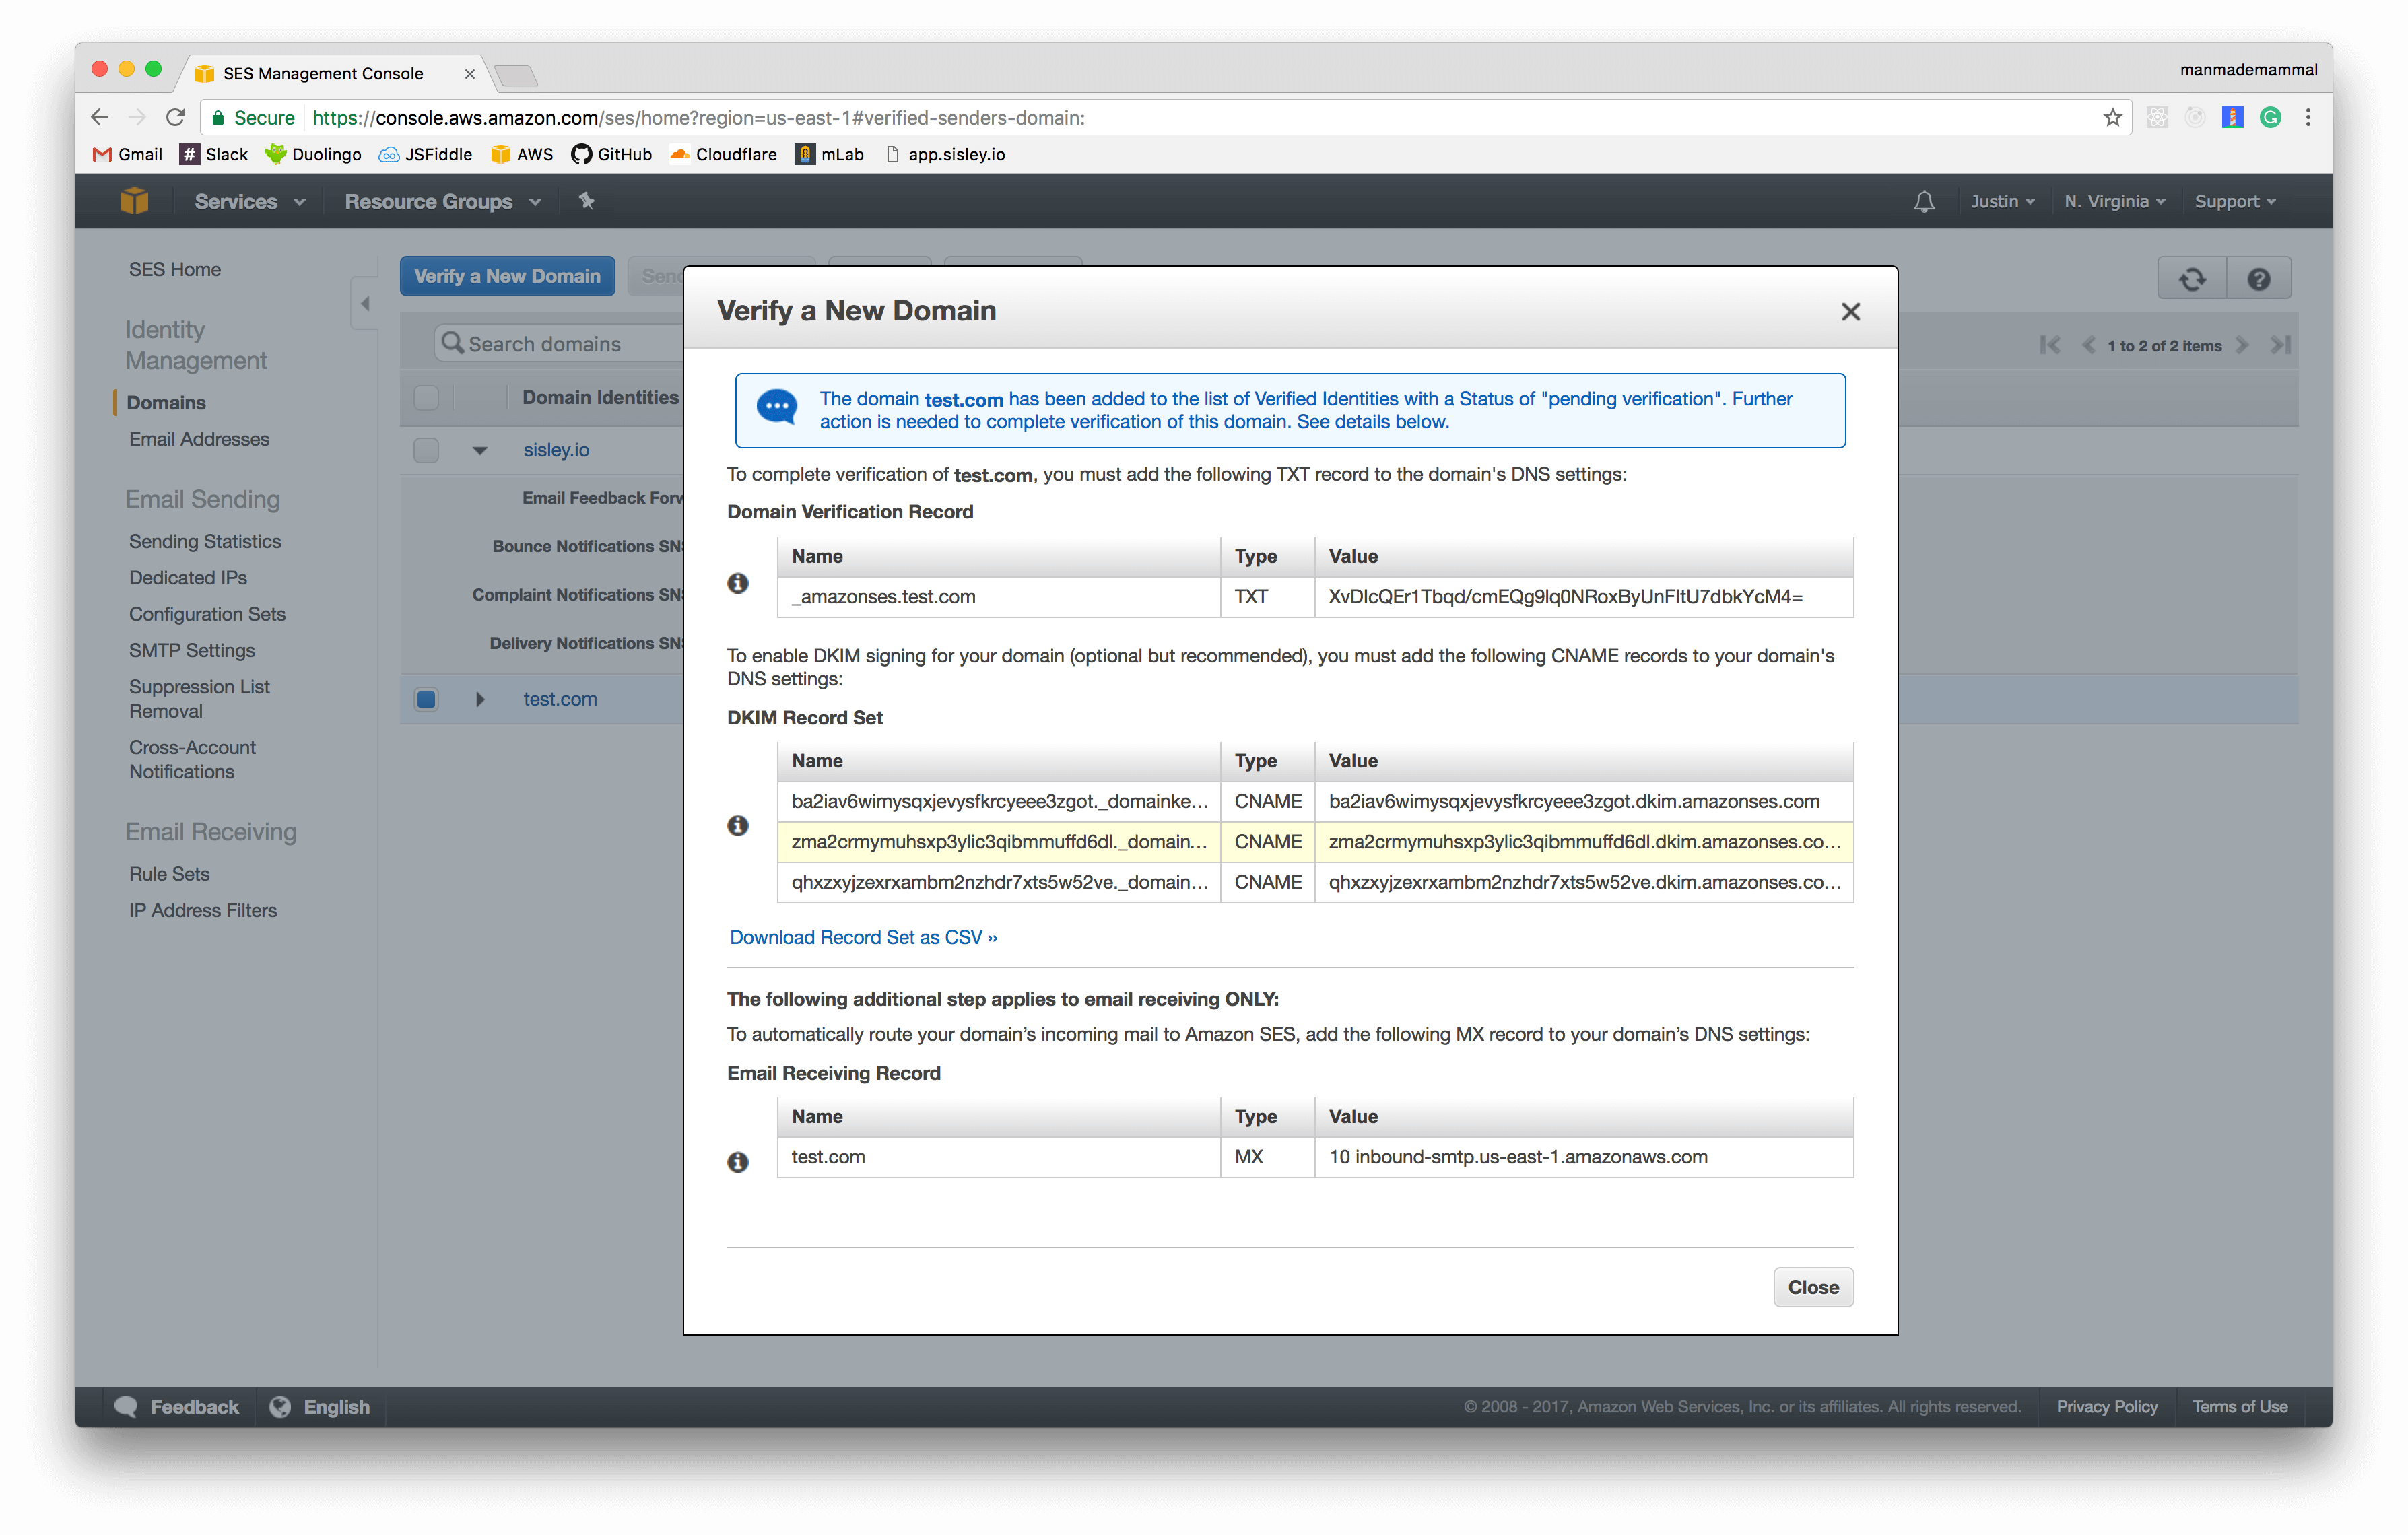 SES Management Console
manmademammal
Secure https://console.aws.amazon.com/ses/home?region=us-east-1#verified-senders-domain:
Gmail Slack Duolingo JSFiddle AWS GitHub Cloudflare mLab app.sisley.io
Services Resource Groups Justin N. Virginia Support
SES Home
Identity
Management
Domains
Email Addresses
Email Sending
Sending Statistics
Dedicated IPs
Configuration Sets
SMTP Settings
Suppression List
Removal
Cross-Account
Notifications
Email Receiving
Rule Sets
IP Address Filters
Verify a New Domain
Search domains
1 to 2 of 2 items
Domain Identities
sisley.io
Email Feedback Forw
Bounce Notifications SNS
Complaint Notifications SNS
Delivery Notifications SNS
test.com
Verify a New Domain
The domain test.com has been added to the list of Verified Identities with a Status of "pending verification". Further
action is needed to complete verification of this domain. See details below.
To complete verification of test.com, you must add the following TXT record to the domain's DNS settings:
Domain Verification Record
Name Type Value
_amazonses.test.com TXT XvDIcQEr1Tbqd/cmEQg9lq0NRoxByUnFItU7dbkYcM4=
To enable DKIM signing for your domain (optional but recommended), you must add the following CNAME records to your domain's
DNS settings:
DKIM Record Set
Name Type Value
ba2iav6wimysqxjevysfkrcyeee3zgot._domainke... CNAME ba2iav6wimysqxjevysfkrcyeee3zgot.dkim.amazonses.com
zma2crmymuhsxp3ylic3qibmmuffd6dl._domain... CNAME zma2crmymuhsxp3ylic3qibmmuffd6dl.dkim.amazonses.co...
qhxzxyjzexrxambm2nzhdr7xts5w52ve._domain... CNAME qhxzxyjzexrxambm2nzhdr7xts5w52ve.dkim.amazonses.co...
Download Record Set as CSV ››
The following additional step applies to email receiving ONLY:
To automatically route your domain’s incoming mail to Amazon SES, add the following MX record to your domain’s DNS settings:
Email Receiving Record
Name Type Value
test.com MX 10 inbound-smtp.us-east-1.amazonaws.com
Close
Feedback English © 2008 - 2017, Amazon Web Services, Inc. or its affiliates. All rights reserved. Privacy Policy Terms of Use